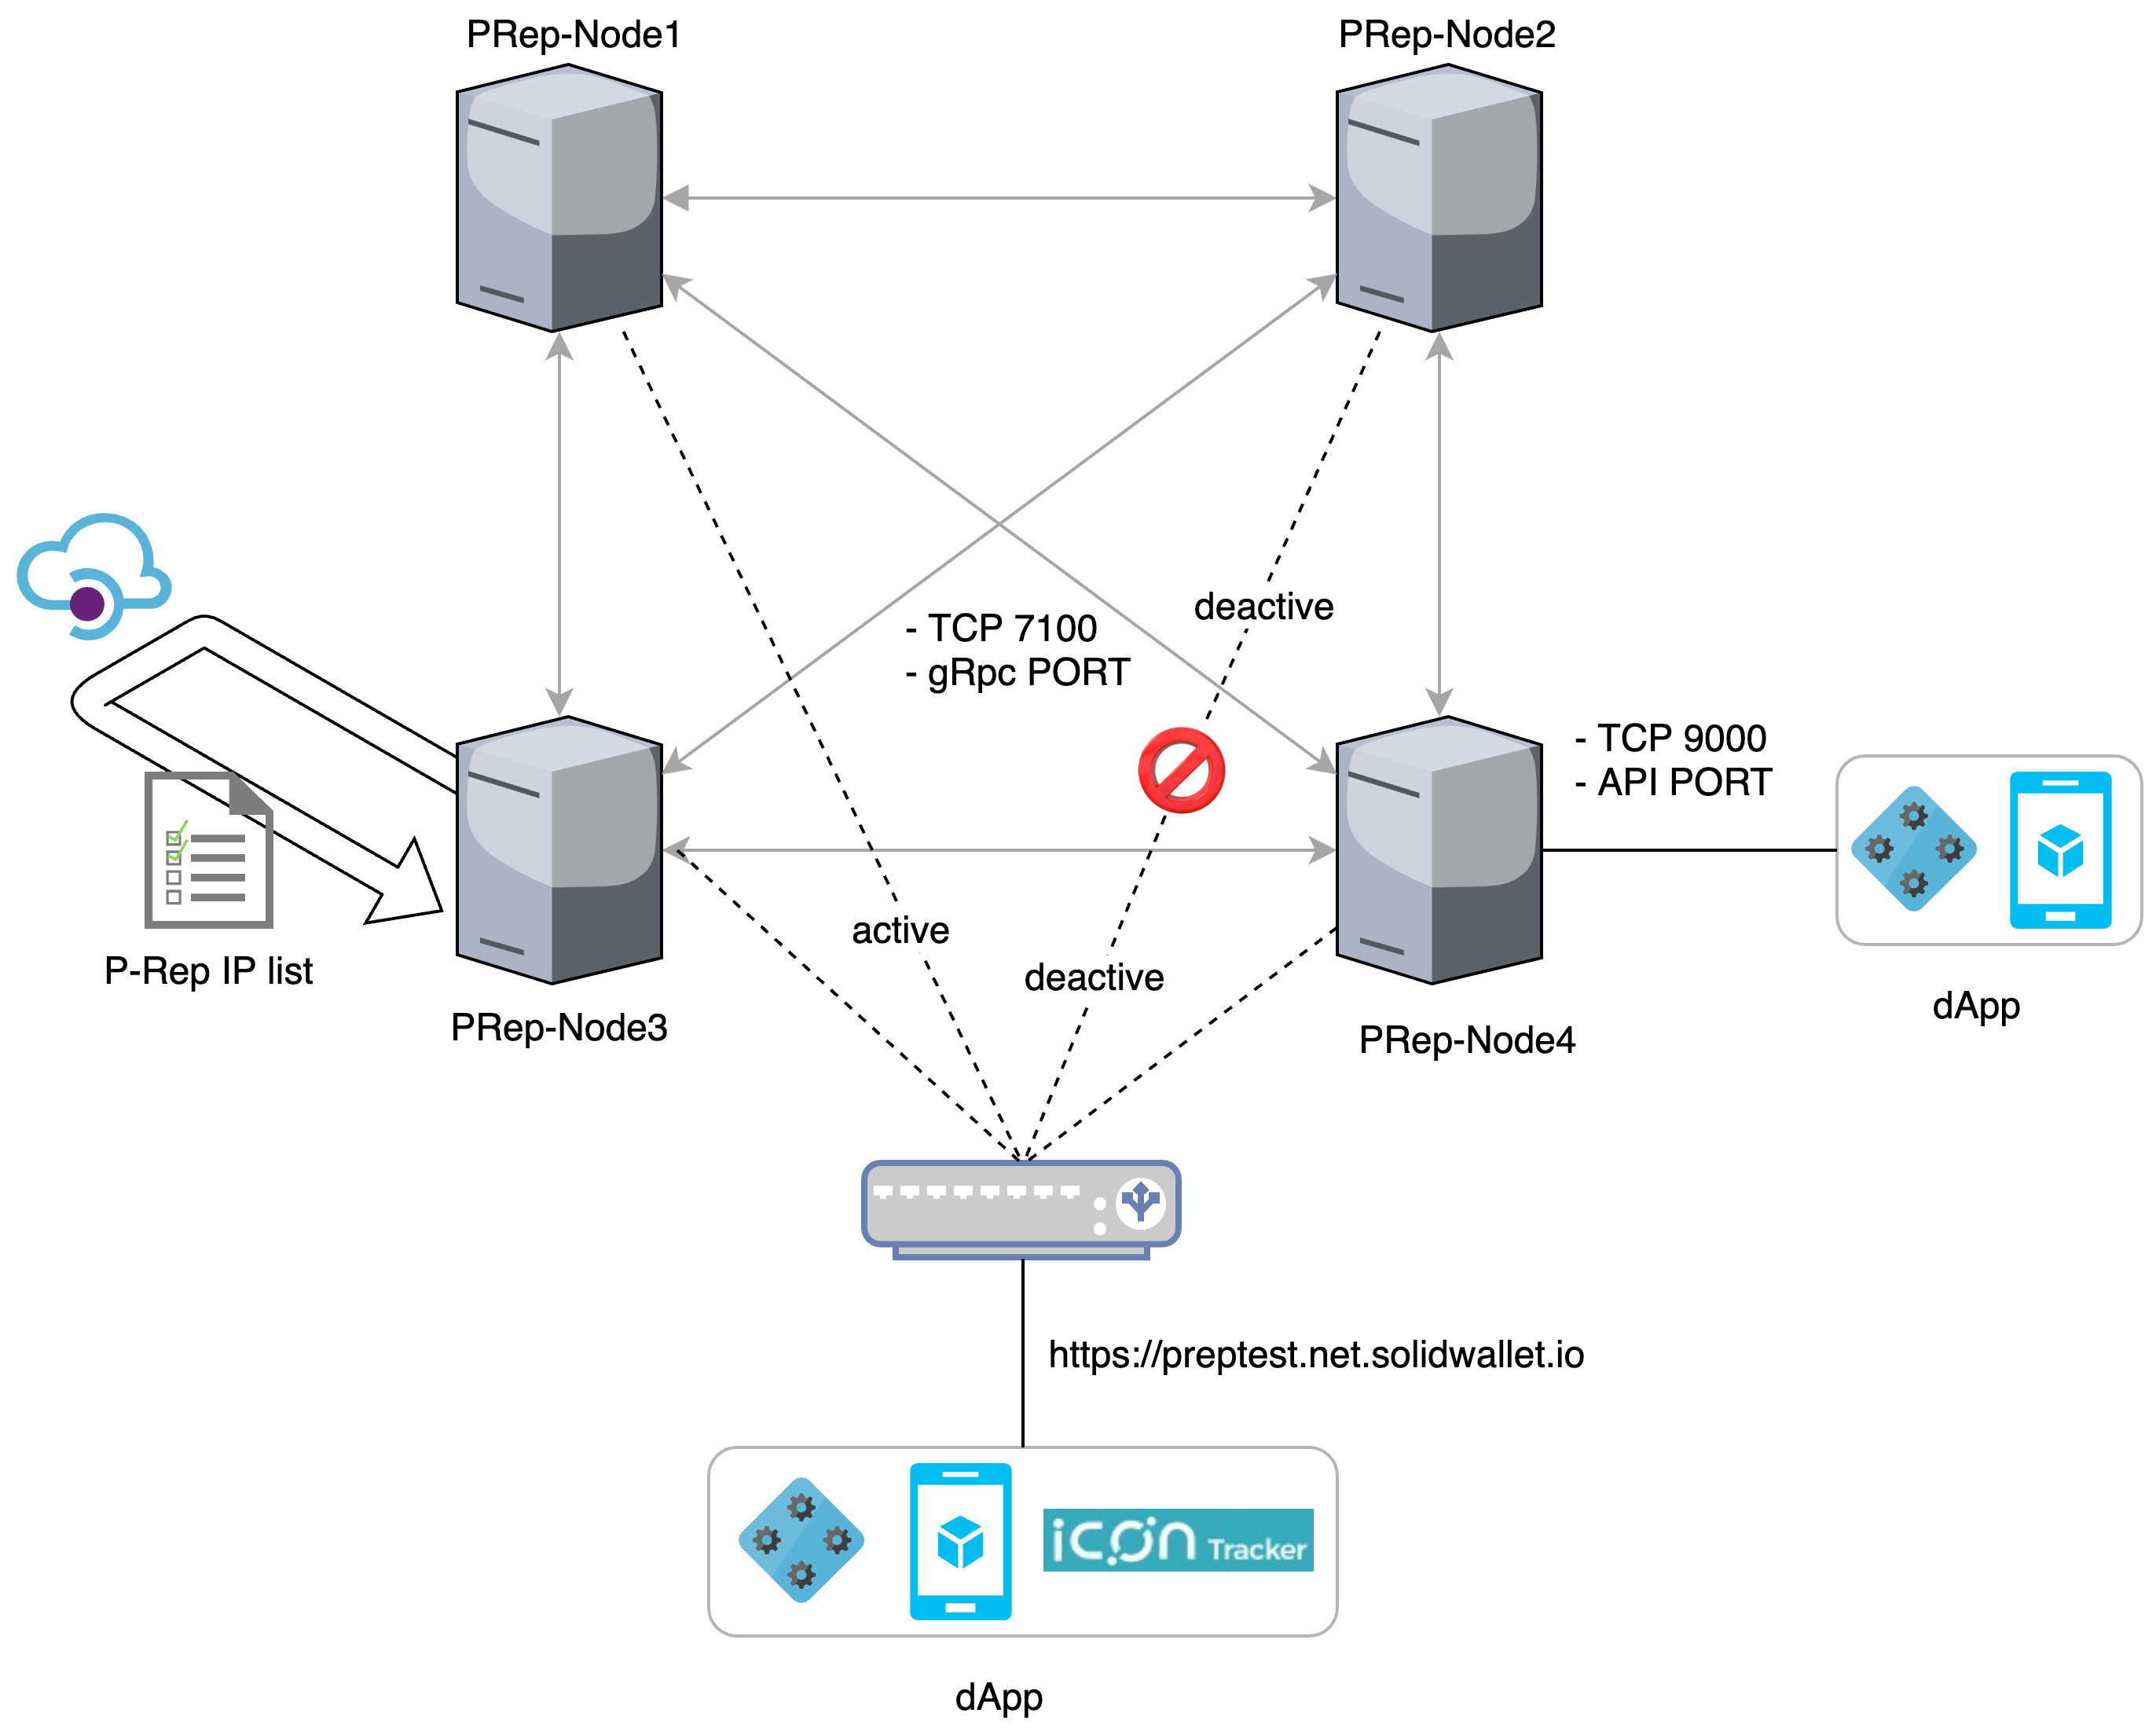 PRep-Node1
PRep-Node2
deactive
- TCP 7100
- gRpc PORT
- TCP 9000
- API PORT
active
deactive
P-Rep IP list
PRep-Node3
PRep-Node4
dApp
https://preptest.net.solidwallet.io
icon Tracker
dApp